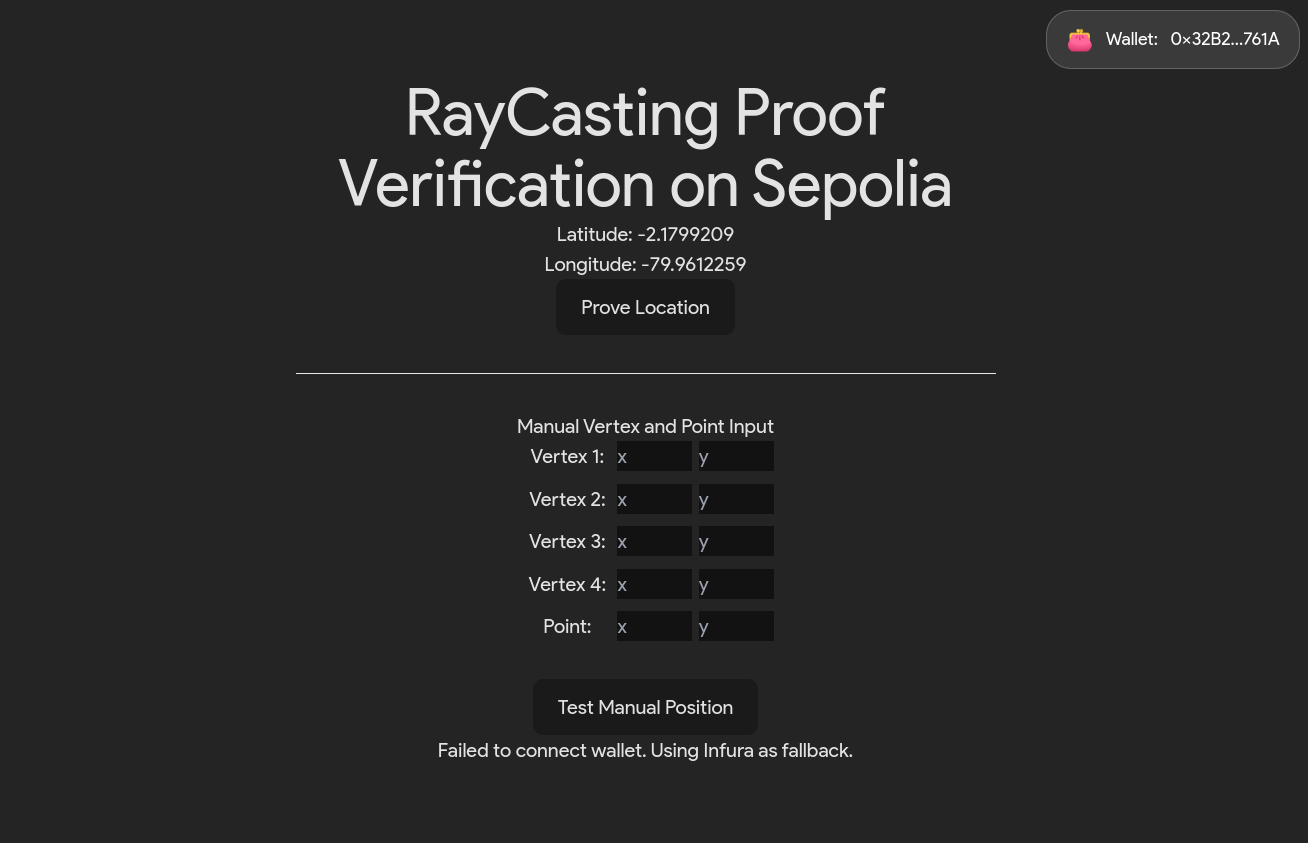 Wallet: 0×32B2...761A
RayCasting Proof
Verification on Sepolia
Latitude: -2.1799209
Longitude: -79.9612259
Prove Location
Manual Vertex and Point Input
Vertex 1: x y
Vertex 2: x y
Vertex 3: x y
Vertex 4: x y
Point: x y
Test Manual Position
Failed to connect wallet. Using Infura as fallback.